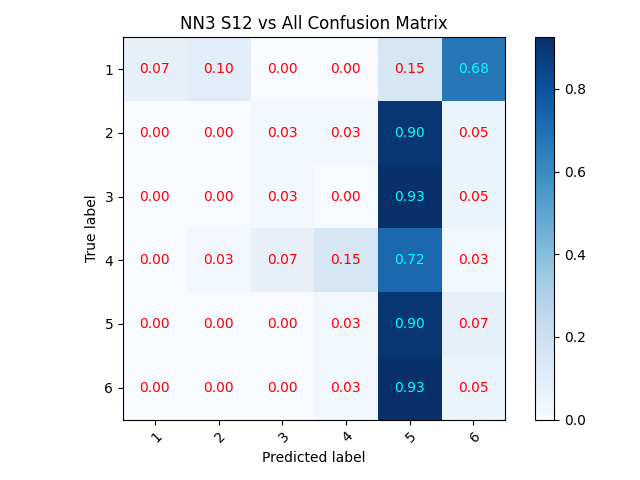 NN3 S12 vs All Confusion Matrix
1 0.07 0.10 0.00 0.00 0.15 0.68
2 0.00 0.00 0.03 0.03 0.90 0.05
3 0.00 0.00 0.03 0.00 0.93 0.05
4 0.00 0.03 0.07 0.15 0.72 0.03
5 0.00 0.00 0.00 0.03 0.90 0.07
6 0.00 0.00 0.00 0.03 0.93 0.05
1 2 3 4 5 6
True label
Predicted label
0.8
0.6
0.4
0.2
0.0